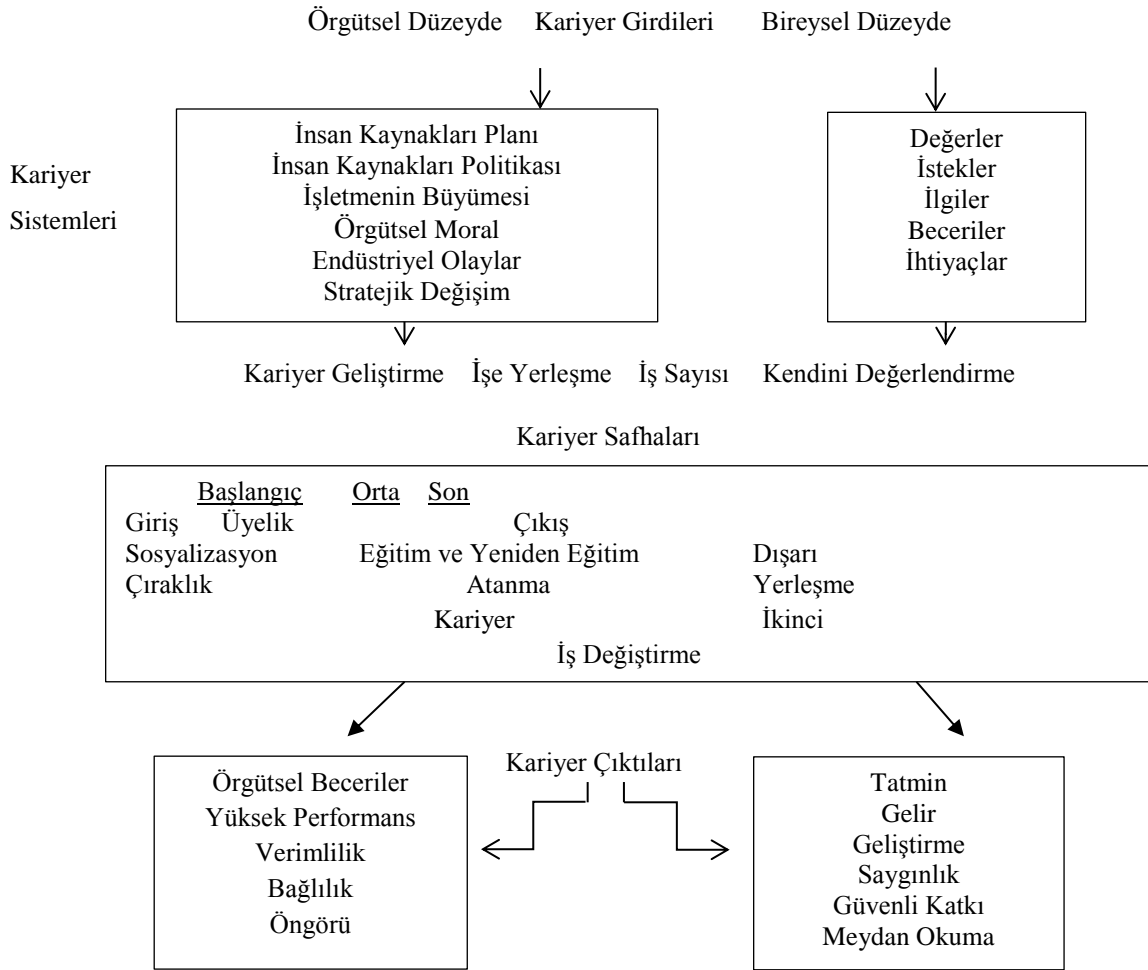 Örgütsel Düzeyde Kariyer Girdileri Bireysel Düzeyde
Kariyer
Sistemleri
İnsan Kaynakları Planı
İnsan Kaynakları Politikası
İşletmenin Büyümesi
Örgütsel Moral
Endüstriyel Olaylar
Stratejik Değişim
Değerler
İstekler
İlgiler
Beceriler
İhtiyaçlar
Kariyer Geliştirme İşe Yerleşme İş Sayısı Kendini Değerlendirme
Kariyer Safhaları
Başlangıç Orta Son
Giriş Üyelik Çıkış
Sosyalizasyon Eğitim ve Yeniden Eğitim Dışarı
Çıraklık Atanma Yerleşme
Kariyer İkinci
İş Değiştirme
Kariyer Çıktıları
Örgütsel Beceriler
Yüksek Performans
Verimlilik
Bağlılık
Öngörü
Tatmin
Gelir
Geliştirme
Saygınlık
Güvenli Katkı
Meydan Okuma